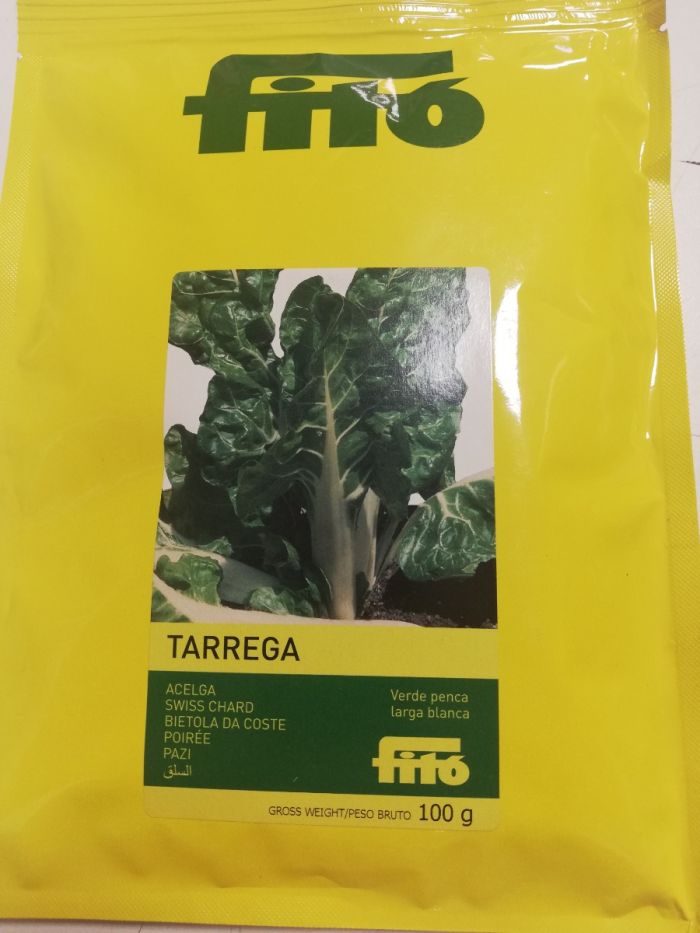 fitó
TARREGA
ACELGA
SWISS CHARD
BIETOLA DA COSTE
POIRÉE
PAZI
السلق
Verde penca
larga blanca
fitó
GROSS WEIGHT/PESO BRUTO 100 g